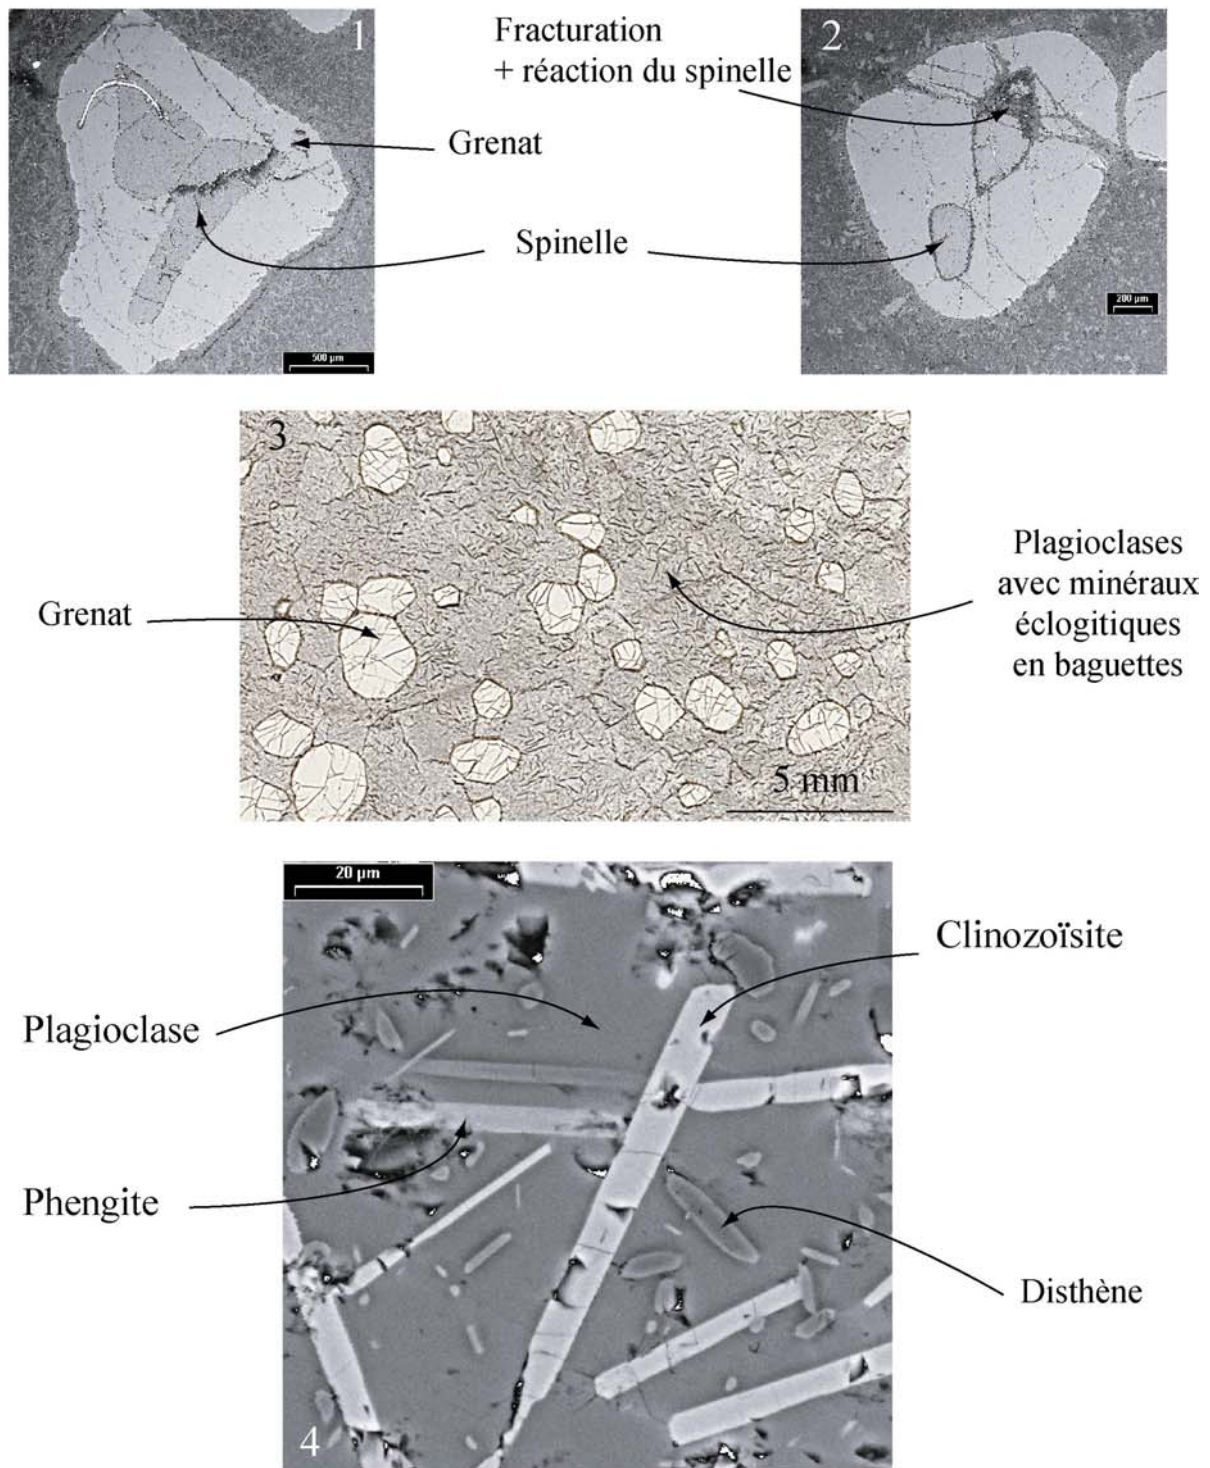 1
Grenat
Spinelle
500 µm
Fracturation
+ réaction du spinelle
2
200 µm
3
Grenat
Plagioclases
avec minéraux
éclogitiques
en baguettes
5 mm
20 µm
Clinozoïsite
Plagioclase
Phengite
Disthène
4